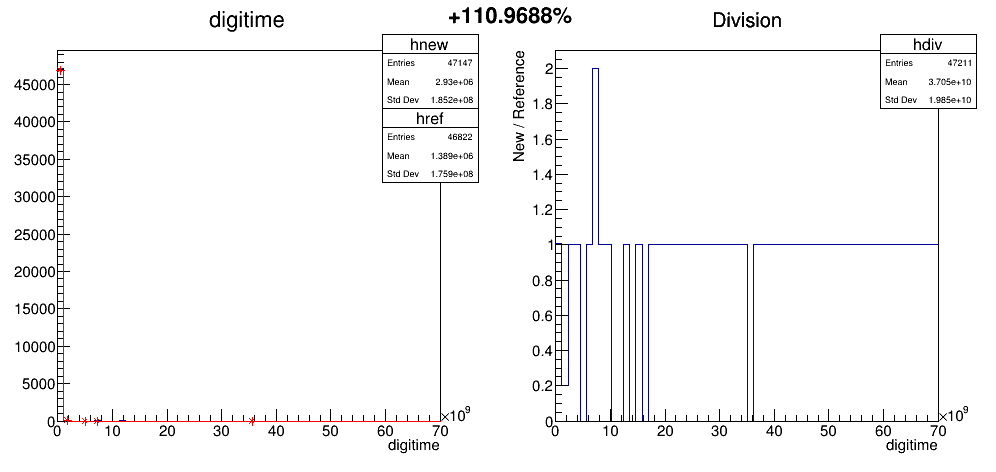 digitime
+110.9688%
Division
hnew
Entries 47147
Mean 2.93e+06
Std Dev 1.852e+08
href
Entries 46822
Mean 1.389e+06
Std Dev 1.759e+08
45000
40000
35000
30000
25000
20000
15000
10000
5000
0
0 10 20 30 40 50 60 70
×10⁹
digitime
hdiv
Entries 47211
Mean 3.705e+10
Std Dev 1.985e+10
New / Reference
2
1.8
1.6
1.4
1.2
1
0.8
0.6
0.4
0.2
0
0 10 20 30 40 50 60 70
×10⁹
digitime